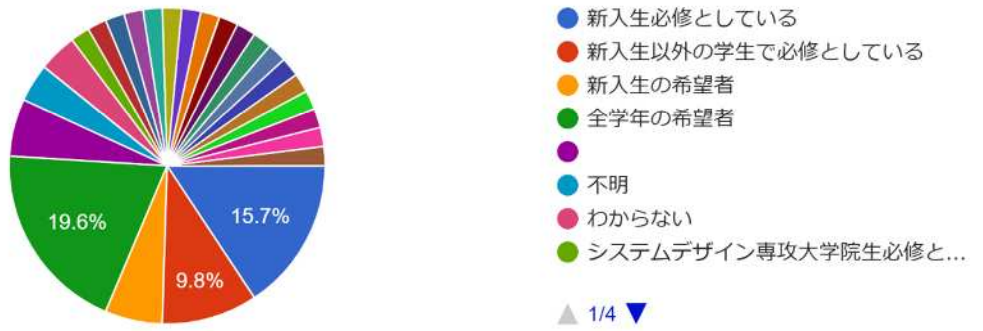 19.6%
15.7%
9.8%
新入生必修としている
新入生以外の学生で必修としている
新入生の希望者
全学年の希望者
不明
わからない
システムデザイン専攻大学院生必修と...
1/4